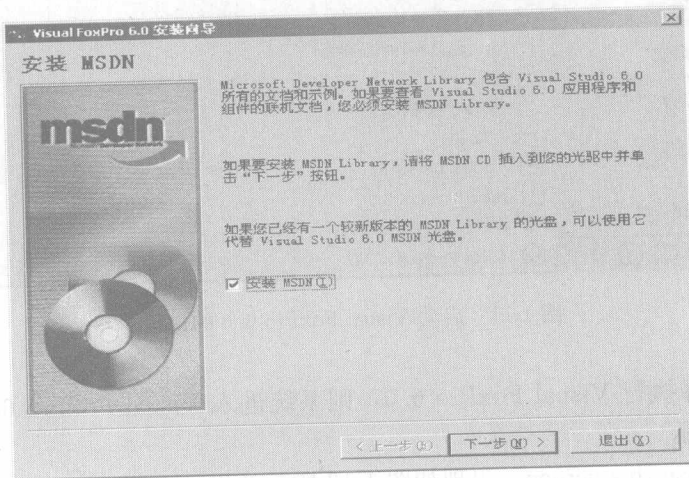 Visual FoxPro 6.0 安装向导
安装 MSDN
msdn
Microsoft Developer Network Library 包含 Visual Studio 6.0
所有的文档和示例。如果要查看 Visual Studio 6.0 应用程序和
组件的联机文档，您必须安装 MSDN Library。
如果要安装 MSDN Library，请将 MSDN CD 插入到您的光驱中并单
击“下一步”按钮。
如果您已经有一个较新版本的 MSDN Library 的光盘，可以使用它
代替 Visual Studio 6.0 MSDN 光盘。
安装 MSDN(I)
< 上一步(B)
下一步(N) >
退出(X)